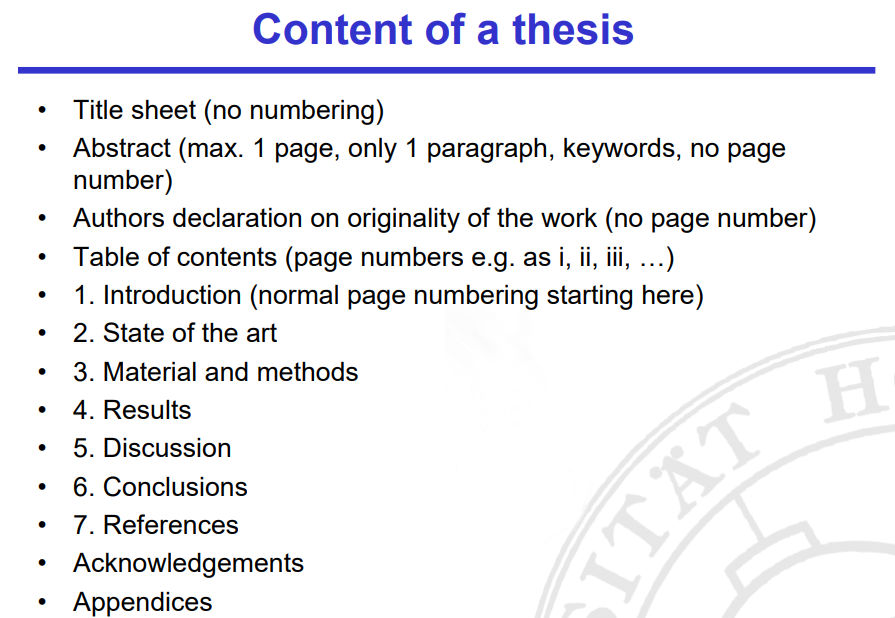 Content of a thesis
• Title sheet (no numbering)
• Abstract (max. 1 page, only 1 paragraph, keywords, no page
number)
• Authors declaration on originality of the work (no page number)
• Table of contents (page numbers e.g. as i, ii, iii, …)
• 1. Introduction (normal page numbering starting here)
• 2. State of the art
• 3. Material and methods
• 4. Results
• 5. Discussion
• 6. Conclusions
• 7. References
• Acknowledgements
• Appendices
SITÄT HO